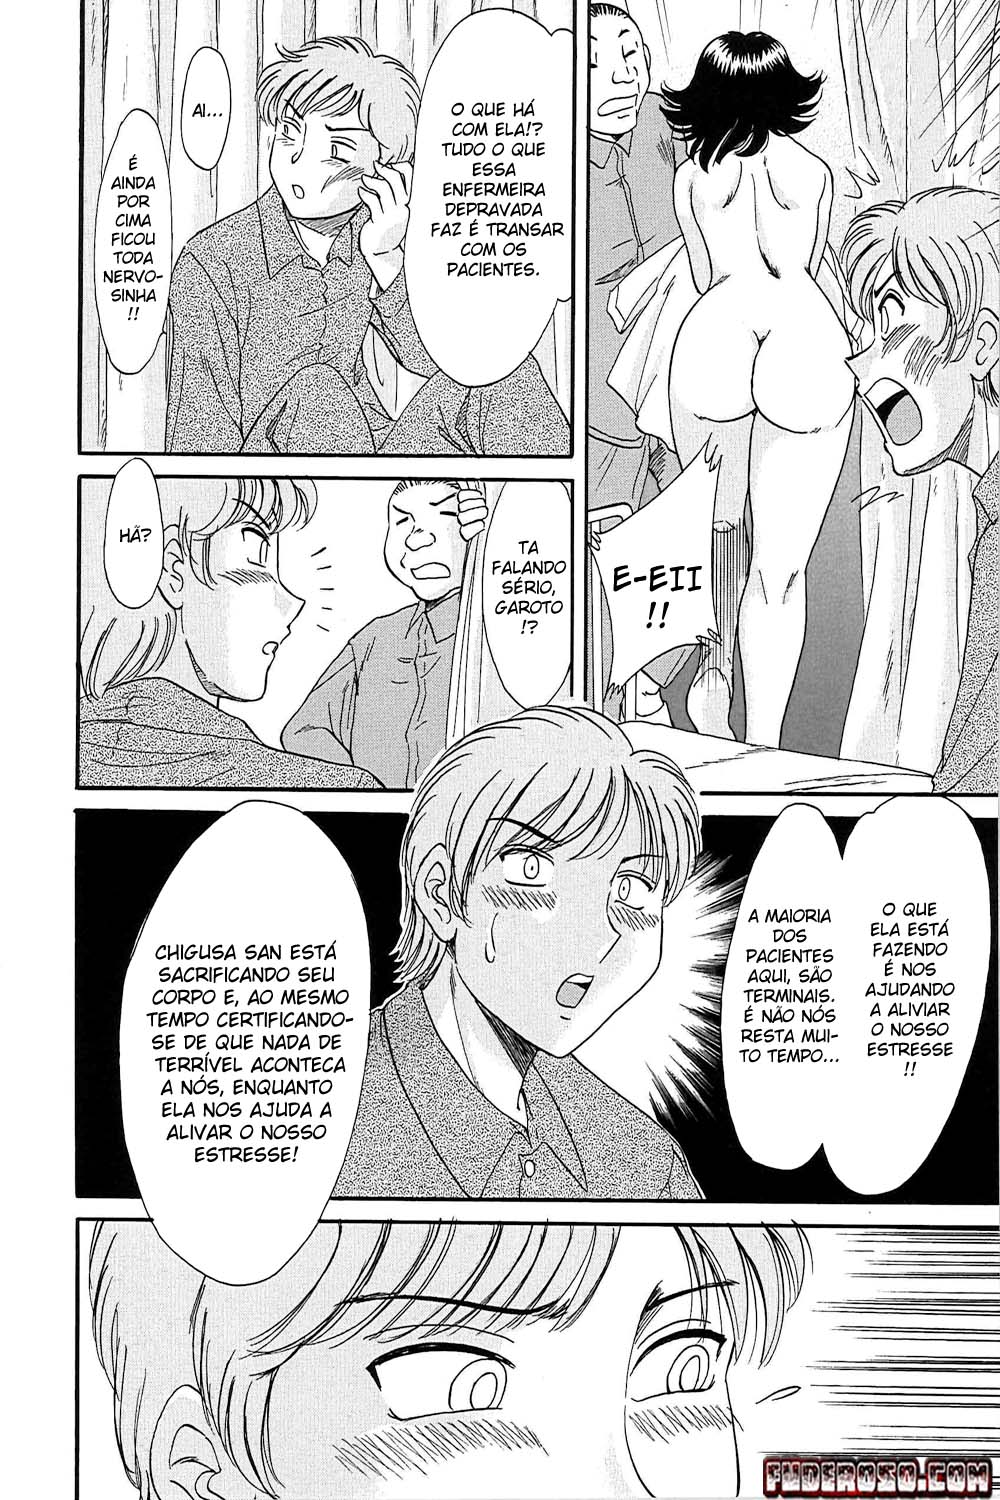 E-EII
!!
O QUE HÁ
COM ELA!?
TUDO O QUE
ESSA
ENFERMEIRA
DEPRAVADA
FAZ É TRANSAR
COM OS
PACIENTES.
AI...
É
AINDA
POR
CIMA
FICOU
TODA
NERVO-
SINHA
!!
TA
FALANDO
SÉRIO,
GAROTO
!?
HÃ?
O QUE
ELA ESTÁ
FAZENDO
É NOS
AJUDANDO
A ALIVIAR
O NOSSO
ESTRESSE
!!
A MAIORIA
DOS
PACIENTES
AQUI, SÃO
TERMINAIS.
É NÃO NÓS
RESTA MUI-
TO TEMPO...
CHIGUSA SAN ESTÁ
SACRIFICANDO SEU
CORPO E, AO MESMO
TEMPO CERTIFICANDO-
SE DE QUE NADA DE
TERRÍVEL ACONTECA
A NÓS, ENQUANTO
ELA NOS AJUDA A
ALIVAR O NOSSO
ESTRESSE!
FUDEROSO.COM